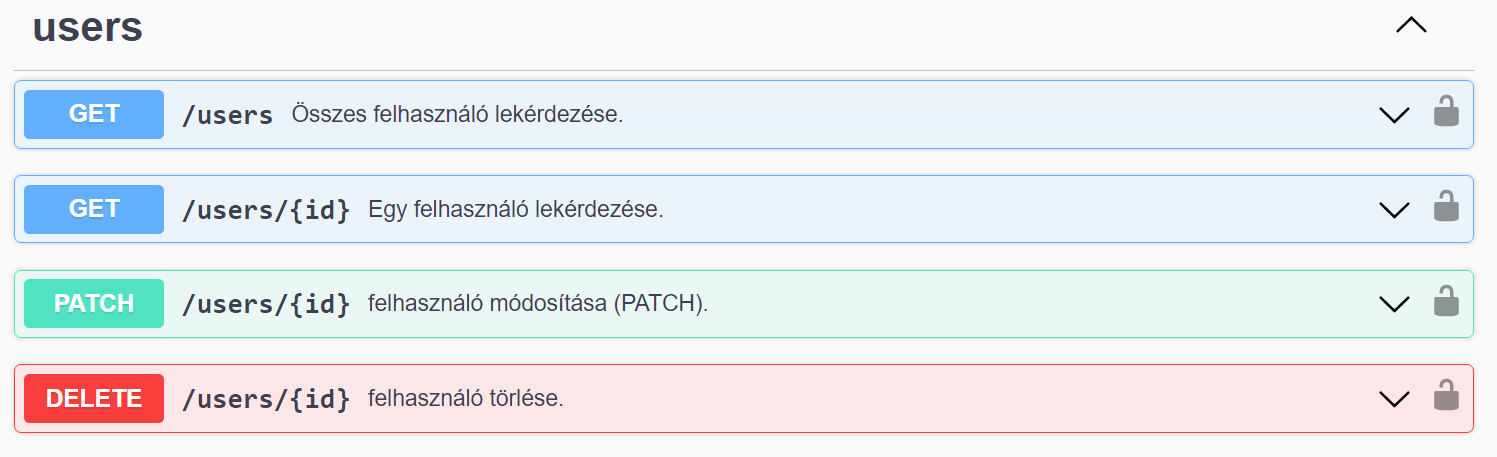 users
GET /users Összes felhasználó lekérdezése.
GET /users/{id} Egy felhasználó lekérdezése.
PATCH /users/{id} felhasználó módosítása (PATCH).
DELETE /users/{id} felhasználó törlése.